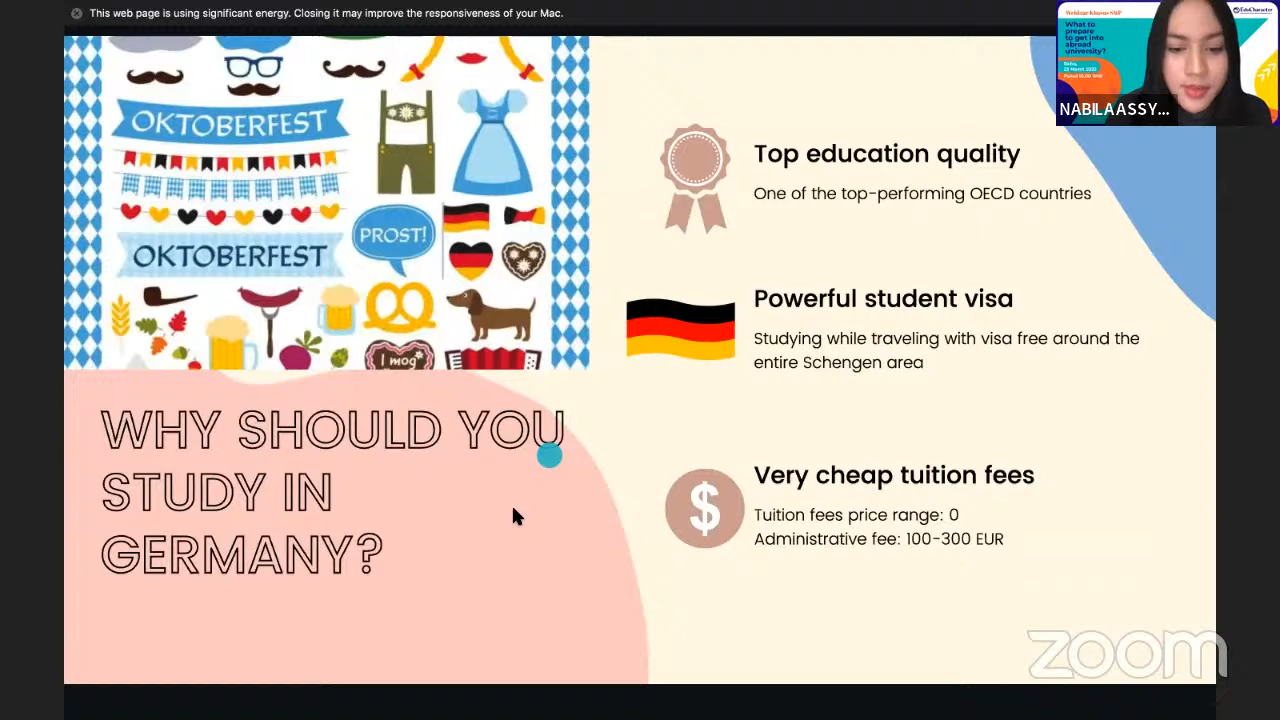 This web page is using significant energy. Closing it may improve the responsiveness of your Mac.
OKTOBERFEST
OKTOBERFEST
PROST!
I mog
WHY SHOULD YOU
STUDY IN
GERMANY?
Top education quality
One of the top-performing OECD countries
Powerful student visa
Studying while traveling with visa free around the
entire Schengen area
Very cheap tuition fees
Tuition fees price range: 0
Administrative fee: 100-300 EUR
What to
prepare
to get into
abroad
university?
EduCharacter
NABILAASSY...
zoom